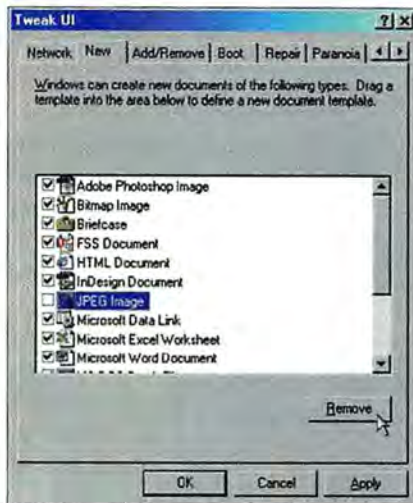 Tweak UI
Network New Add/Remove Boot Repair Paranoia
Windows can create new documents of the following types. Drag a
template into the area below to define a new document template.
Adobe Photoshop Image
Bitmap Image
Briefcase
FSS Document
HTML Document
InDesign Document
JPEG Image
Microsoft Data Link
Microsoft Excel Worksheet
Microsoft Word Document
Remove
OK Cancel Apply